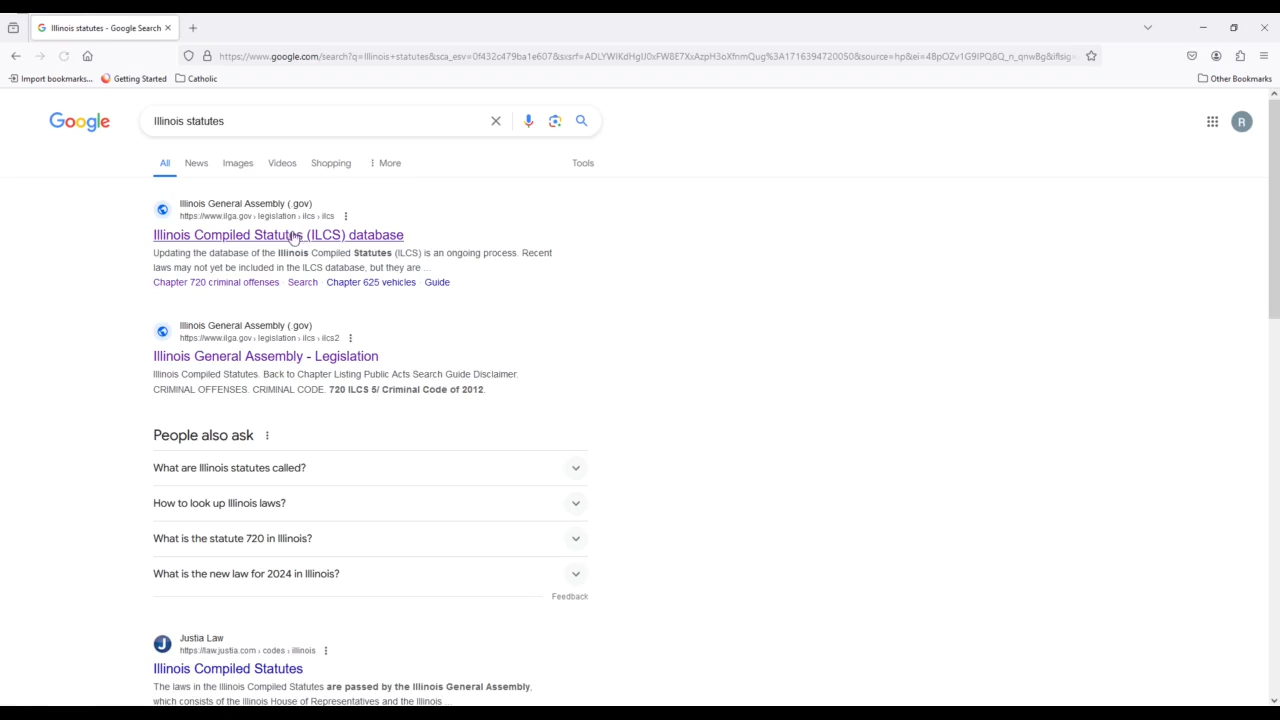 Illinois statutes - Google Search
Import bookmarks...
Getting Started
Catholic
Other Bookmarks
Google
Illinois statutes
R
All
News
Images
Videos
Shopping
More
Tools
Illinois General Assembly (.gov)
https://www.ilga.gov › legislation › ilcs › ilcs
Illinois Compiled Statutes (ILCS) database
Updating the database of the Illinois Compiled Statutes (ILCS) is an ongoing process. Recent
laws may not yet be included in the ILCS database, but they are ...
Chapter 720 criminal offenses · Search · Chapter 625 vehicles · Guide
Illinois General Assembly (.gov)
https://www.ilga.gov › legislation › ilcs › ilcs2
Illinois General Assembly - Legislation
Illinois Compiled Statutes. Back to Chapter Listing Public Acts Search Guide Disclaimer.
CRIMINAL OFFENSES. CRIMINAL CODE. 720 ILCS 5/ Criminal Code of 2012.
People also ask
What are Illinois statutes called?
How to look up Illinois laws?
What is the statute 720 in Illinois?
What is the new law for 2024 in Illinois?
Feedback
J
Justia Law
https://law.justia.com › codes › illinois
Illinois Compiled Statutes
The laws in the Illinois Compiled Statutes are passed by the Illinois General Assembly,
which consists of the Illinois House of Representatives and the Illinois ...